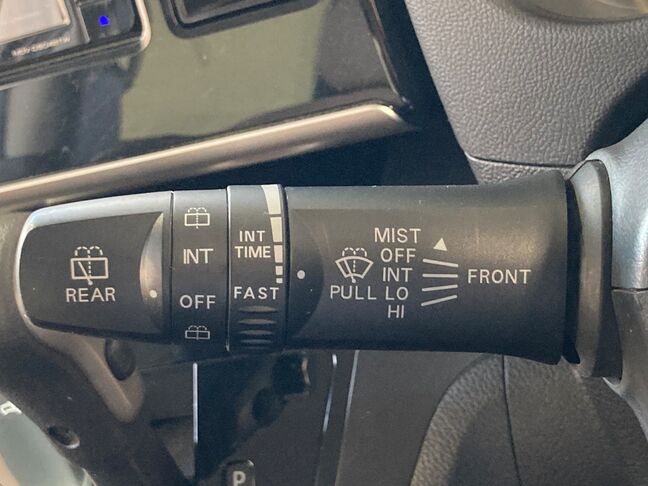 REAR
INT
OFF
INT
TIME
FAST
PULL
MIST
OFF
INT
LO
HI
FRONT
P